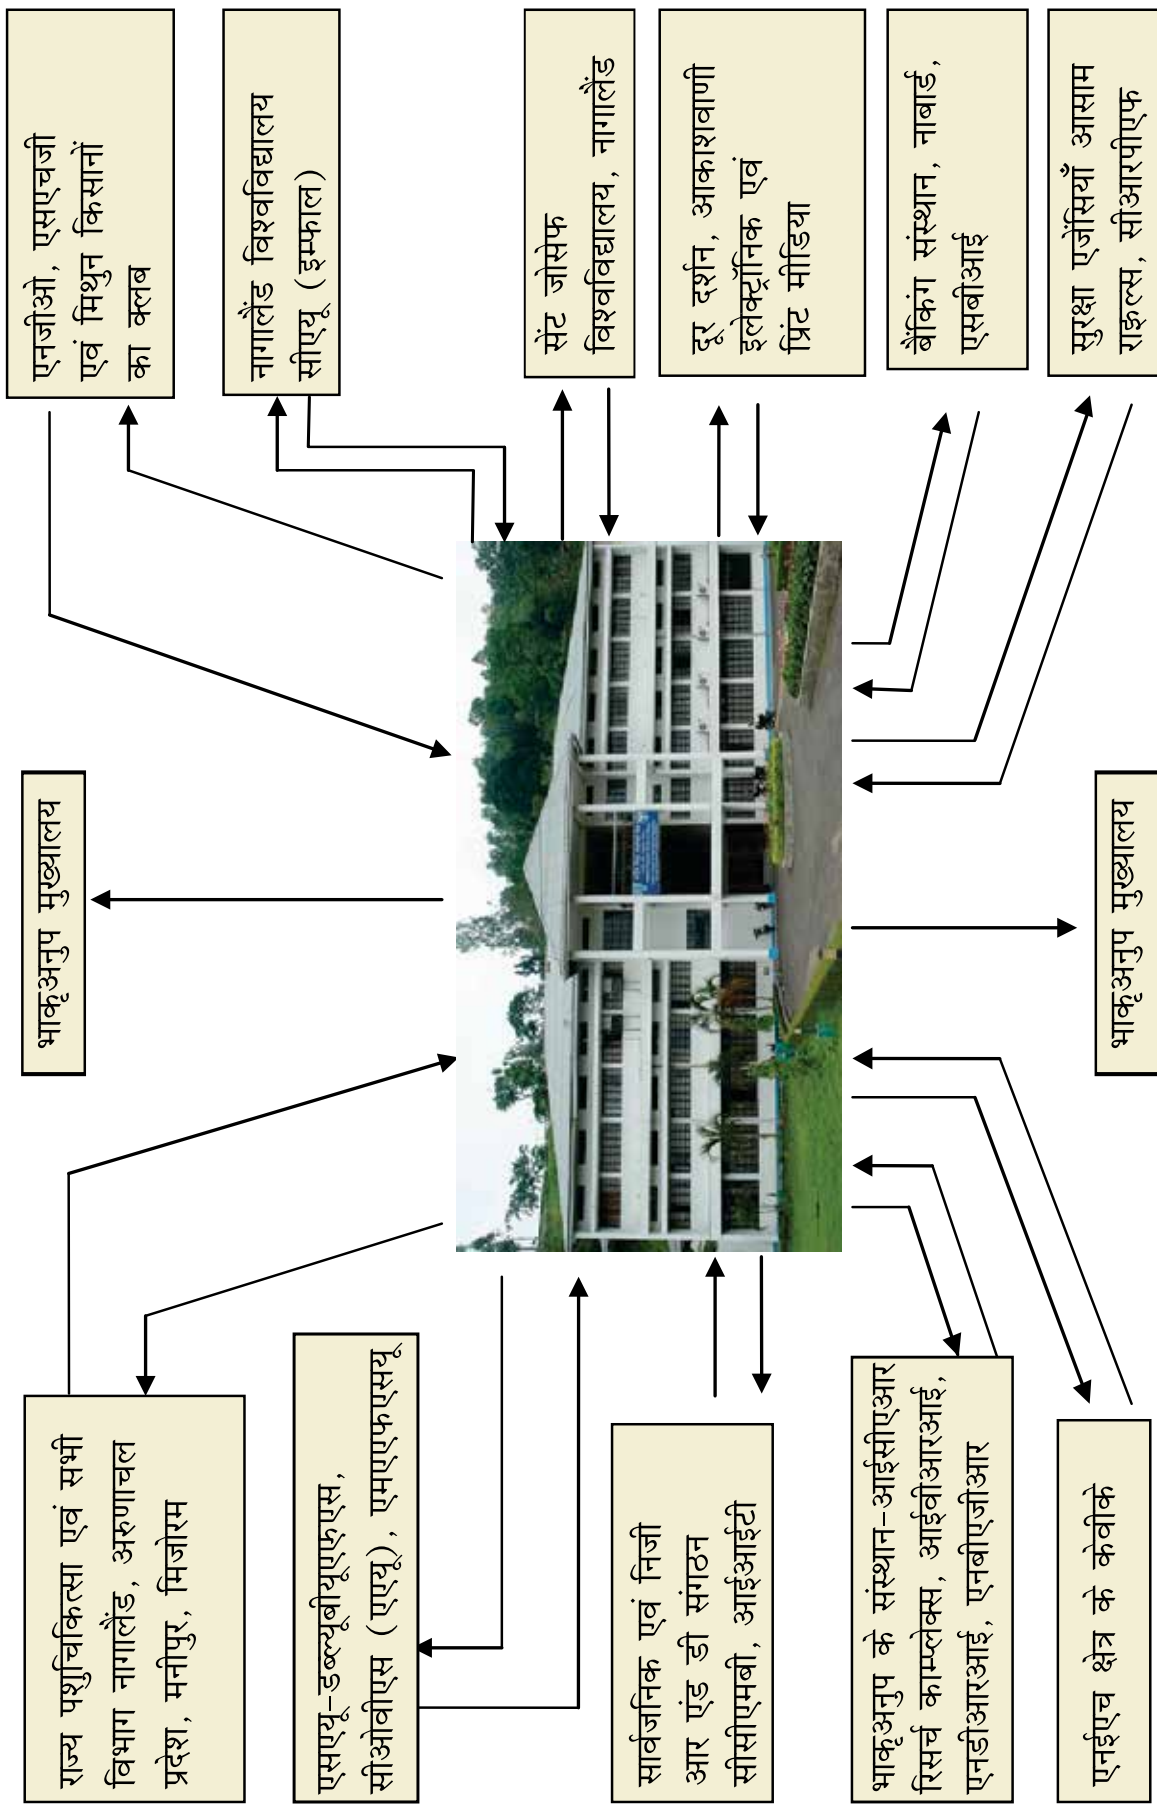 राज्य पशुचिकित्सा एवं सभी
विभाग नागालैंड, अरुणाचल
प्रदेश, मनीपुर, मिजोरम
भाकृअनुप मुख्यालय
एनजीओ, एसएचजी
एवं मिथुन किसानों
का क्लब
एसएयू-डब्ल्यूबीयूएफएस,
सीओवीएस (एएयू), एमएएफएसयू
नागालैंड विश्वविद्यालय
सीएयू (इम्फाल)
सार्वजनिक एवं निजी
आर एंड डी संगठन
सीसीएमबी, आईआईटी
सेंट जोसेफ
विश्वविद्यालय, नागालैंड
दूर दर्शन, आकाशवाणी
इलेक्ट्रॉनिक एवं
प्रिंट मीडिया
भाकृअनुप के संस्थान-आईसीएआर
रिसर्च काम्प्लेक्स, आईवीआरआई,
एनडीआरआई, एनबीएजीआर
बैंकिंग संस्थान, नाबार्ड,
एसबीआई
एनईएच क्षेत्र के केवीके
भाकृअनुप मुख्यालय
सुरक्षा एजेंसियाँ आसाम
राइल्स, सीआरपीएफ